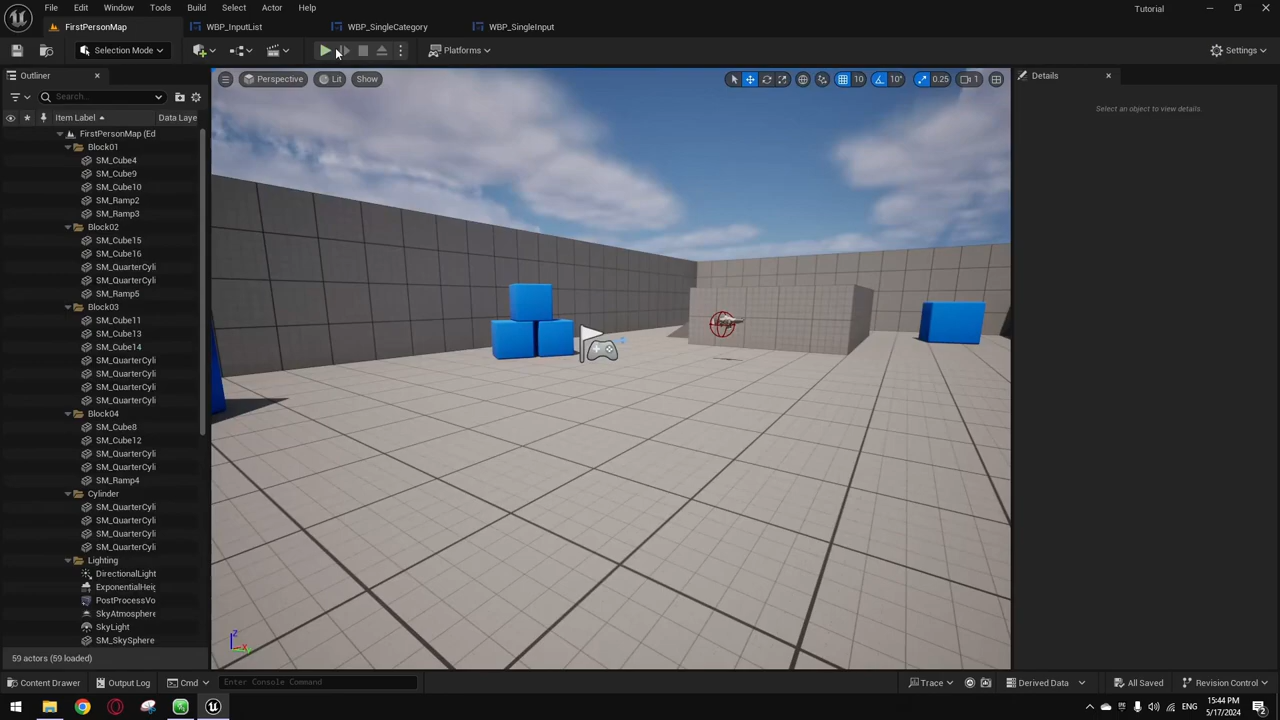 File Edit Window Tools Build Select Actor Help Tutorial
FirstPersonMap WBP_InputList WBP_SingleCategory WBP_SingleInput
Selection Mode Platforms Settings
Outliner Perspective Lit Show 10 10° 0.25 1 Details
Search...
Item Label Data Laye
Select an object to view details.
FirstPersonMap (Ed
Block01
SM_Cube4
SM_Cube9
SM_Cube10
SM_Ramp2
SM_Ramp3
Block02
SM_Cube15
SM_Cube16
SM_QuarterCyli
SM_QuarterCyli
SM_Ramp5
Block03
SM_Cube11
SM_Cube13
SM_Cube14
SM_QuarterCyli
SM_QuarterCyli
SM_QuarterCyli
SM_QuarterCyli
Block04
SM_Cube8
SM_Cube12
SM_QuarterCyli
SM_QuarterCyli
SM_Ramp4
Cylinder
SM_QuarterCyli
SM_QuarterCyli
SM_QuarterCyli
SM_QuarterCyli
Lighting
DirectionalLight
ExponentialHeig
PostProcessVo
SkyAtmosphere
SkyLight
SM_SkySphere
Z
X
59 actors (59 loaded)
Content Drawer Output Log Cmd Enter Console Command Trace Derived Data All Saved Revision Control
ENG 15:44 PM
5/17/2024 2